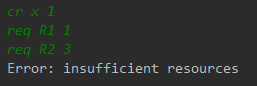 cr x 1
req R1 1
req R2 3
Error: insufficient resources